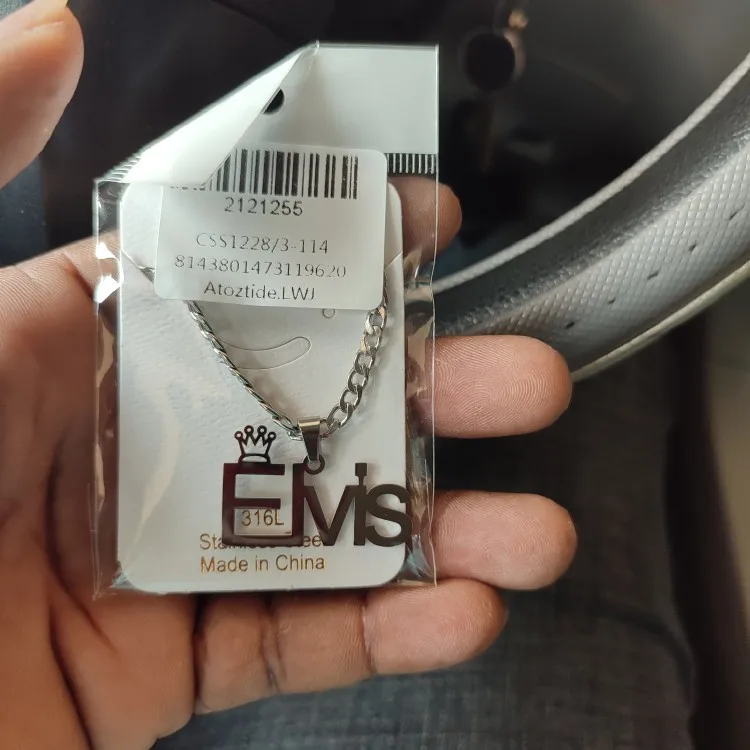 2121255
CSS1228/3-114
8143801473119620
Atoztide.LWJ
Elvis
316L
Made in China